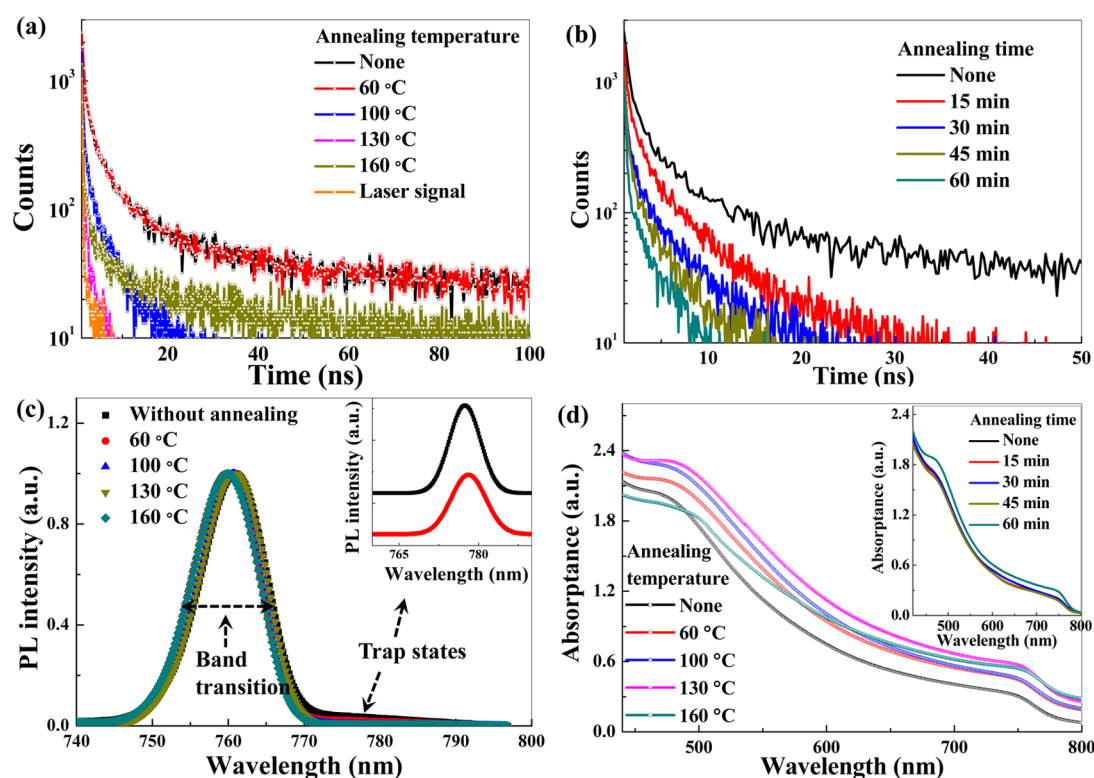 (a)
Annealing temperature
None
60 °C
100 °C
130 °C
160 °C
Laser signal
10³
10²
10¹
Counts
20 40 60 80 100
Time (ns)
(b)
Annealing time
None
15 min
30 min
45 min
60 min
10³
10²
10¹
Counts
10 20 30 40 50
Time (ns)
(c)
Without annealing
60 °C
100 °C
130 °C
160 °C
1.2
0.8
0.4
0.0
PL intensity (a.u.)
Band
transition
Trap states
740 750 760 770 780 790 800
Wavelength (nm)
PL intensity (a.u.)
765 780
Wavelength (nm)
(d)
2.4
1.8
1.2
0.6
0.0
Absorptance (a.u.)
Annealing
temperature
None
60 °C
100 °C
130 °C
160 °C
500 600 700 800
Wavelength (nm)
2.4
1.8
1.2
0.6
0.0
Absorptance (a.u.)
Annealing time
None
15 min
30 min
45 min
60 min
500 600 700 800
Wavelength (nm)